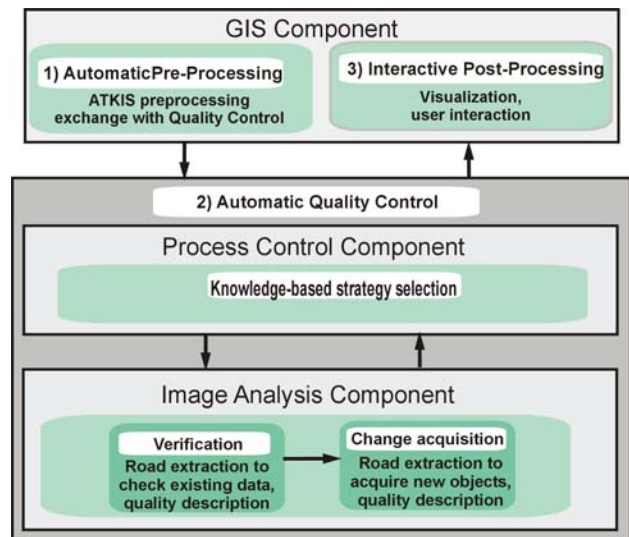 GIS Component
1) AutomaticPre-Processing
ATKIS preprocessing
exchange with Quality Control
3) Interactive Post-Processing
Visualization,
user interaction
2) Automatic Quality Control
Process Control Component
Knowledge-based strategy selection
Image Analysis Component
Verification
Road extraction to
check existing data,
quality description
Change acquisition
Road extraction to
acquire new objects,
quality description